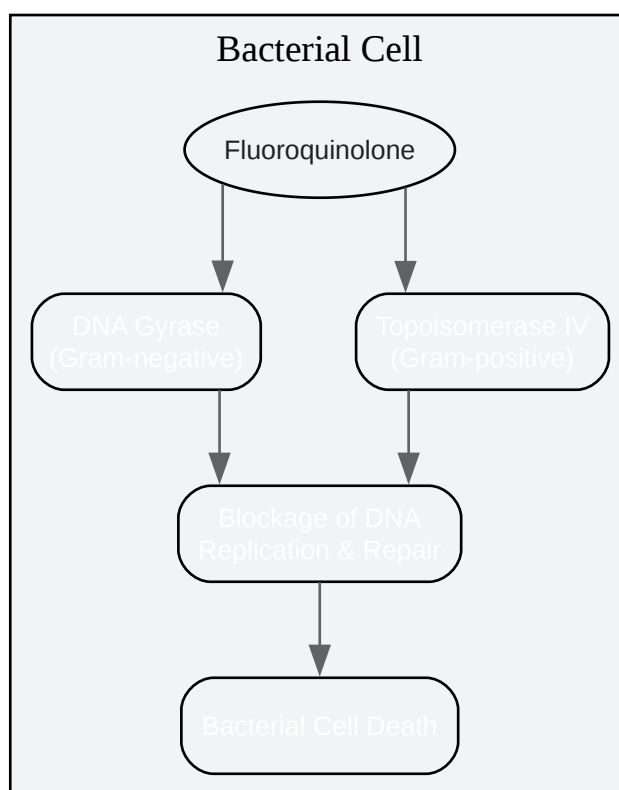 Bacterial Cell
Fluoroquinolone
DNA Gyrase
(Gram-negative)
Topoisomerase IV
(Gram-positive)
Blockage of DNA
Replication & Repair
Bacterial Cell Death